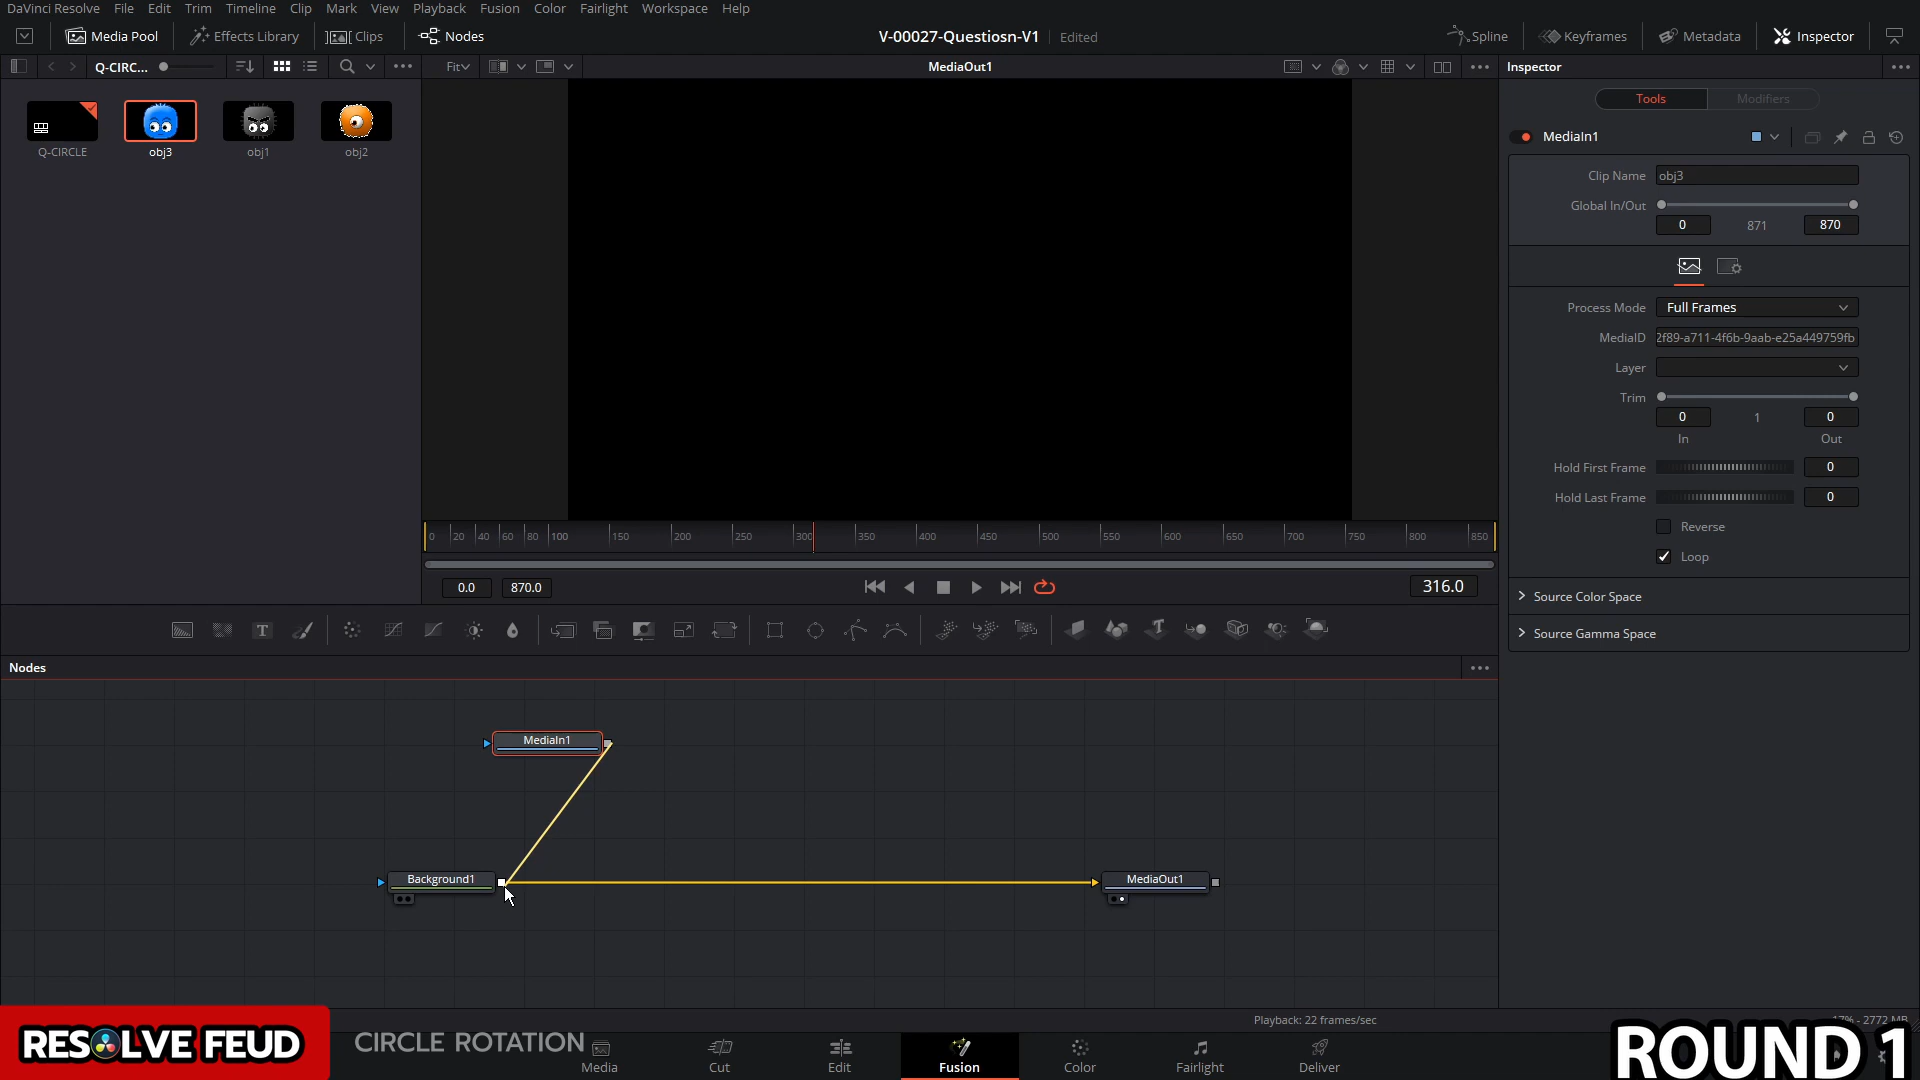 DaVinci Resolve File Edit Trim Timeline Clip Mark View Playback Fusion Color Fairlight Workspace Help
Media Pool Effects Library Clips Nodes V-00027-Questiosn-V1 Edited Spline Keyframes Metadata Inspector
Q-CIRC... Fit MediaOut1 Inspector
Tools Modifiers
MediaIn1
Q-CIRCLE obj3 obj1 obj2
Clip Name obj3
Global In/Out
0 871 870
Process Mode Full Frames
MediaID 2f89-a711-4f6b-9aab-e25a449759fb
Layer
Trim
0 1 0
In Out
Hold First Frame 0
Hold Last Frame 0
Reverse
Loop
0 20 40 60 80 100 150 200 250 300 350 400 450 500 550 600 650 700 750 800 850
0.0 870.0 316.0
Source Color Space
Source Gamma Space
T
Nodes
MediaIn1
Background1 MediaOut1
Playback: 22 frames/sec 17% - 2772 MB
RESOLVE FEUD CIRCLE ROTATION ROUND 1
Media Cut Edit Fusion Color Fairlight Deliver